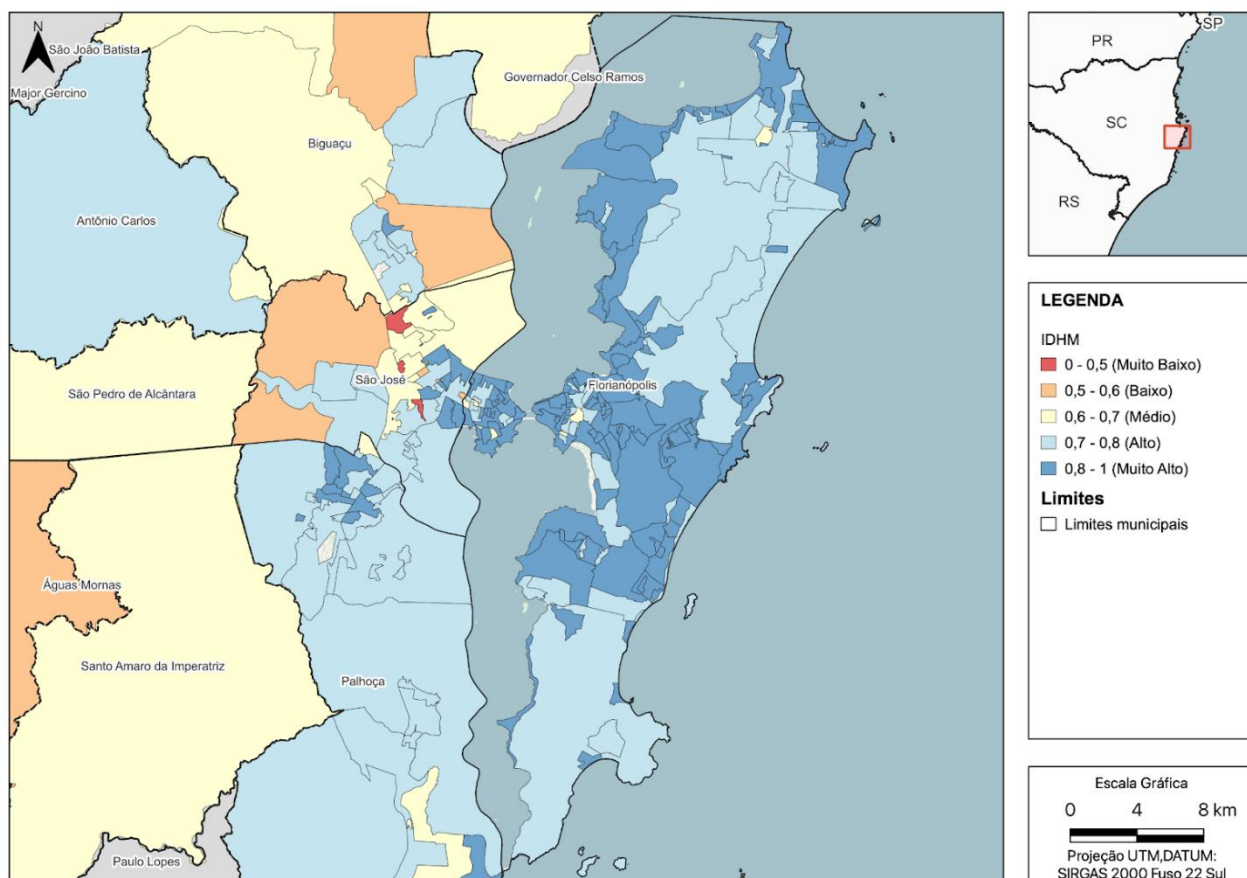 N
São João Batista
Major Gercino
Governador Celso Ramos
Biguaçu
Antônio Carlos
São José
São Pedro de Alcântara
Florianópolis
Águas Mornas
Santo Amaro da Imperatriz
Palhoça
Paulo Lopes
SP
PR
SC
RS
LEGENDA
IDHM
0 - 0,5 (Muito Baixo)
0,5 - 0,6 (Baixo)
0,6 - 0,7 (Médio)
0,7 - 0,8 (Alto)
0,8 - 1 (Muito Alto)
Limites
Limites municipais
Escala Gráfica
0 4 8 km
Projeção UTM,DATUM:
SIRGAS 2000 Fuso 22 Sul